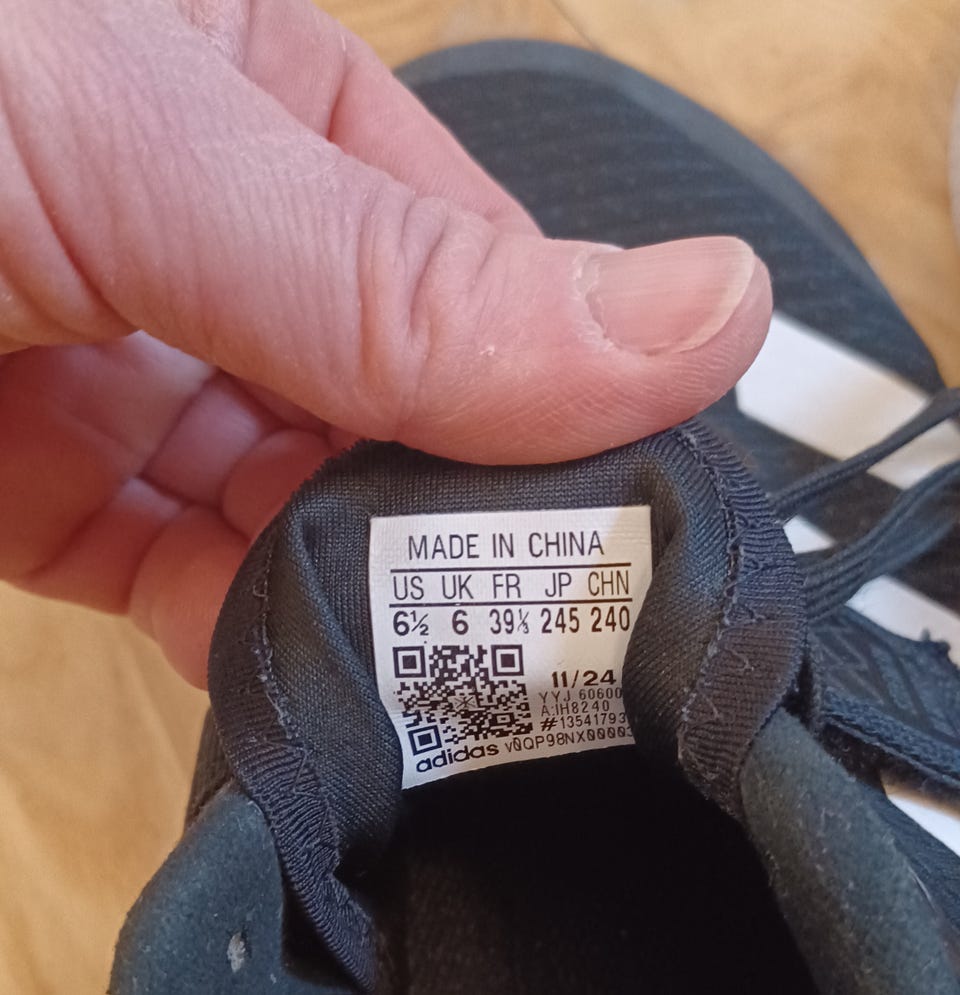 MADE IN CHINA
US UK FR JP CHN
6½ 6 39⅓ 245 240
11/24
YYJ 60600
A:IH8240
#13541793
adidas v0QP98NX00003